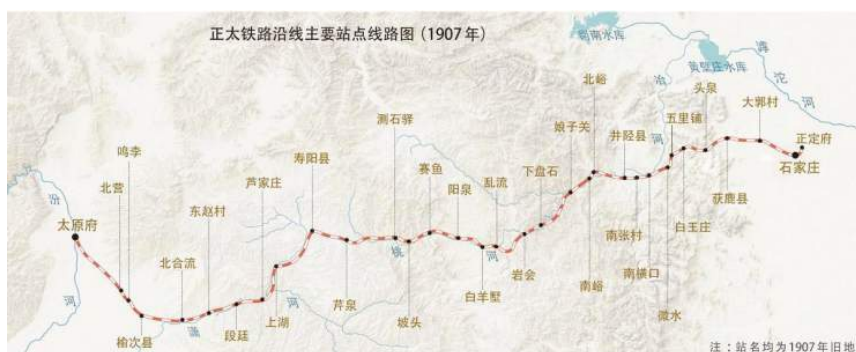 正太铁路沿线主要站点线路图（1907年）
岗南水库
黄壁庄水库
滹
沱
河
冶
河
北峪
头泉
五里铺
大郭村
正定府
石家庄
娘子关
井陉县
测石驿
寿阳县
赛鱼
下盘石
鸣李
芦家庄
阳泉
乱流
北营
东赵村
汾
太原府
北合流
获鹿县
白王庄
南张村
南横口
微水
南峪
岩会
桃
河
芹泉
坡头
白羊墅
上湖
河
潇
段廷
榆次县
河
注：站名均为1907年旧地